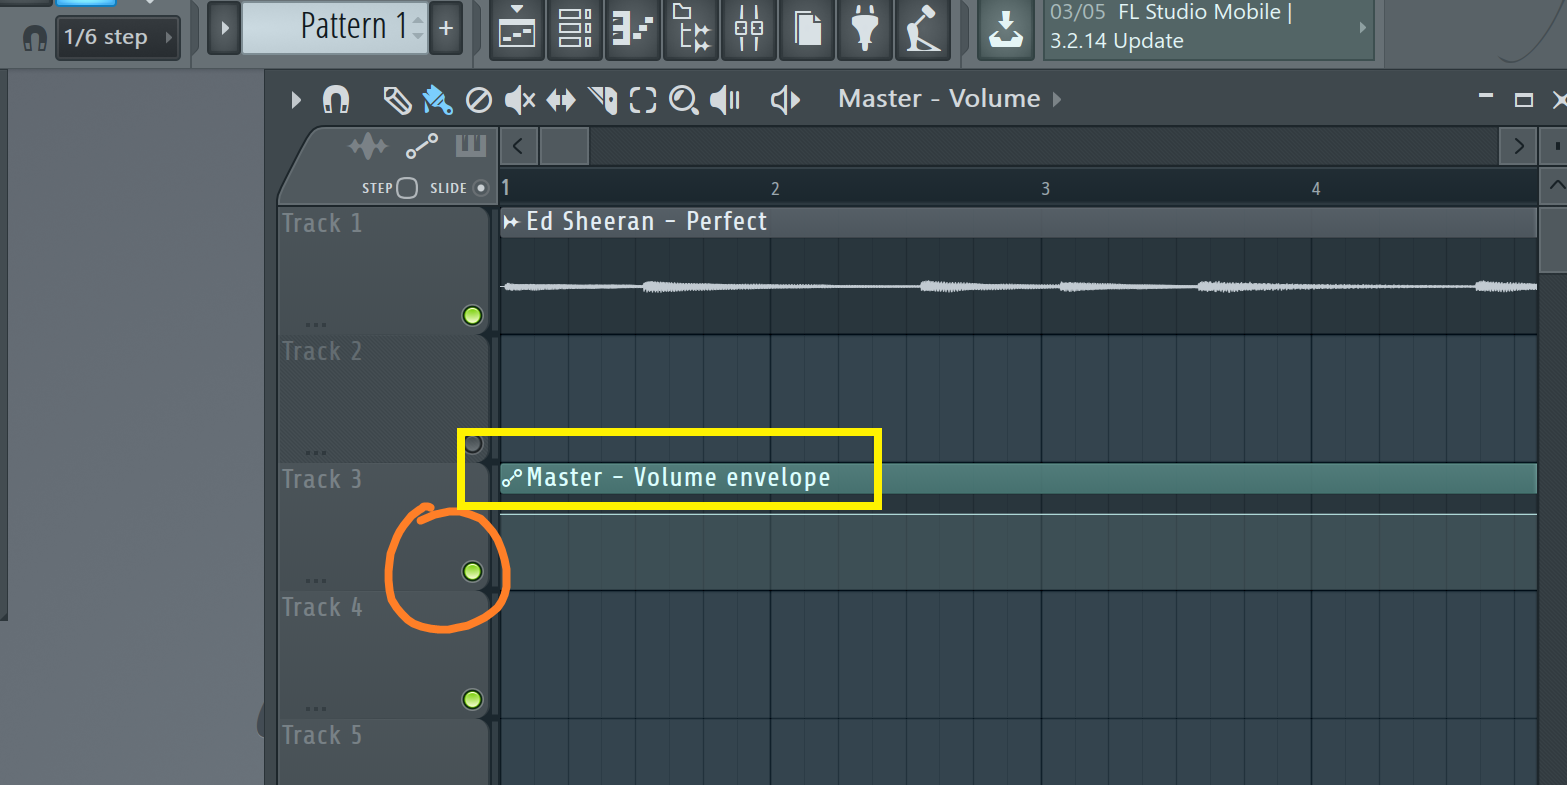 03/05 FL Studio Mobile |
1/6 step
Pattern 1
+
3.2.14 Update
Master - Volume
STEP
SLIDE
1
2
3
4
Track 1
Ed Sheeran - Perfect
Track 2
Track 3
Master - Volume envelope
Track 4
Track 5